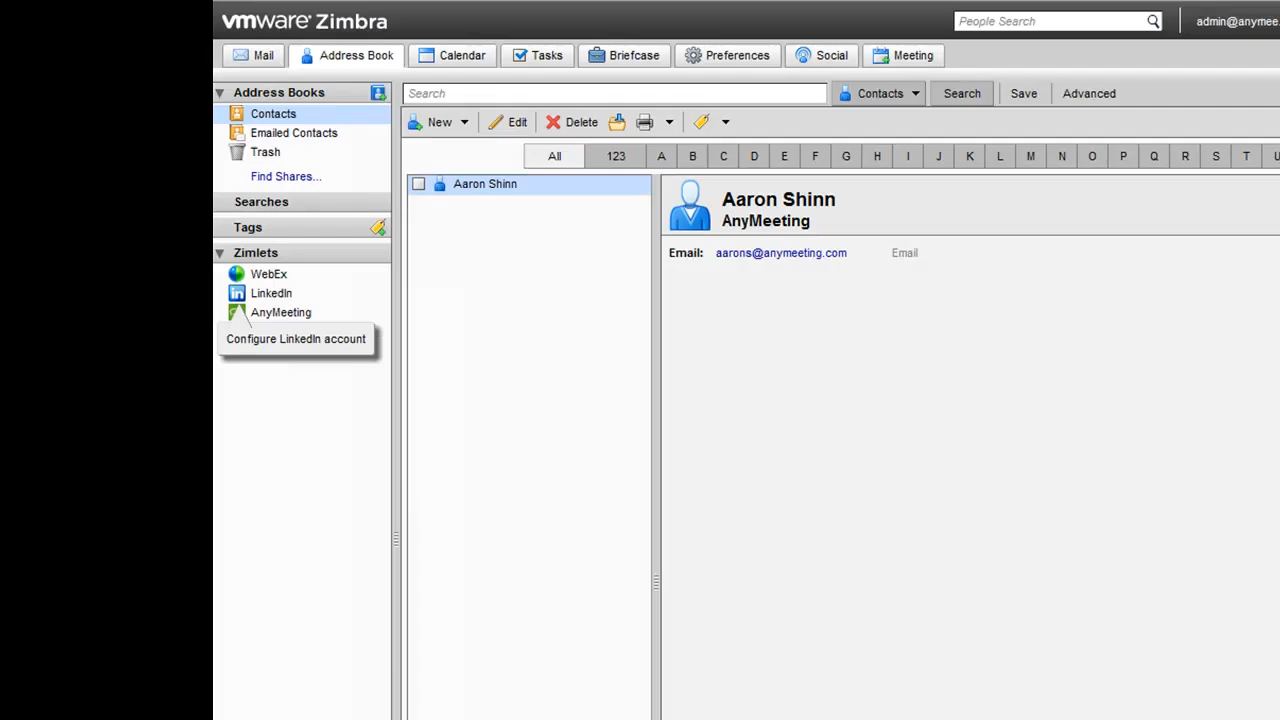 vmware Zimbra
People Search
admin@anymee
Mail
Address Book
Calendar
Tasks
Briefcase
Preferences
Social
Meeting
Address Books
Contacts
Emailed Contacts
Trash
Find Shares...
Searches
Tags
Zimlets
WebEx
LinkedIn
AnyMeeting
Configure LinkedIn account
Search
Contacts
Search
Save
Advanced
New
Edit
Delete
All 123 A B C D E F G H I J K L M N O P Q R S T U
Aaron Shinn
Aaron Shinn
AnyMeeting
Email: aarons@anymeeting.com Email